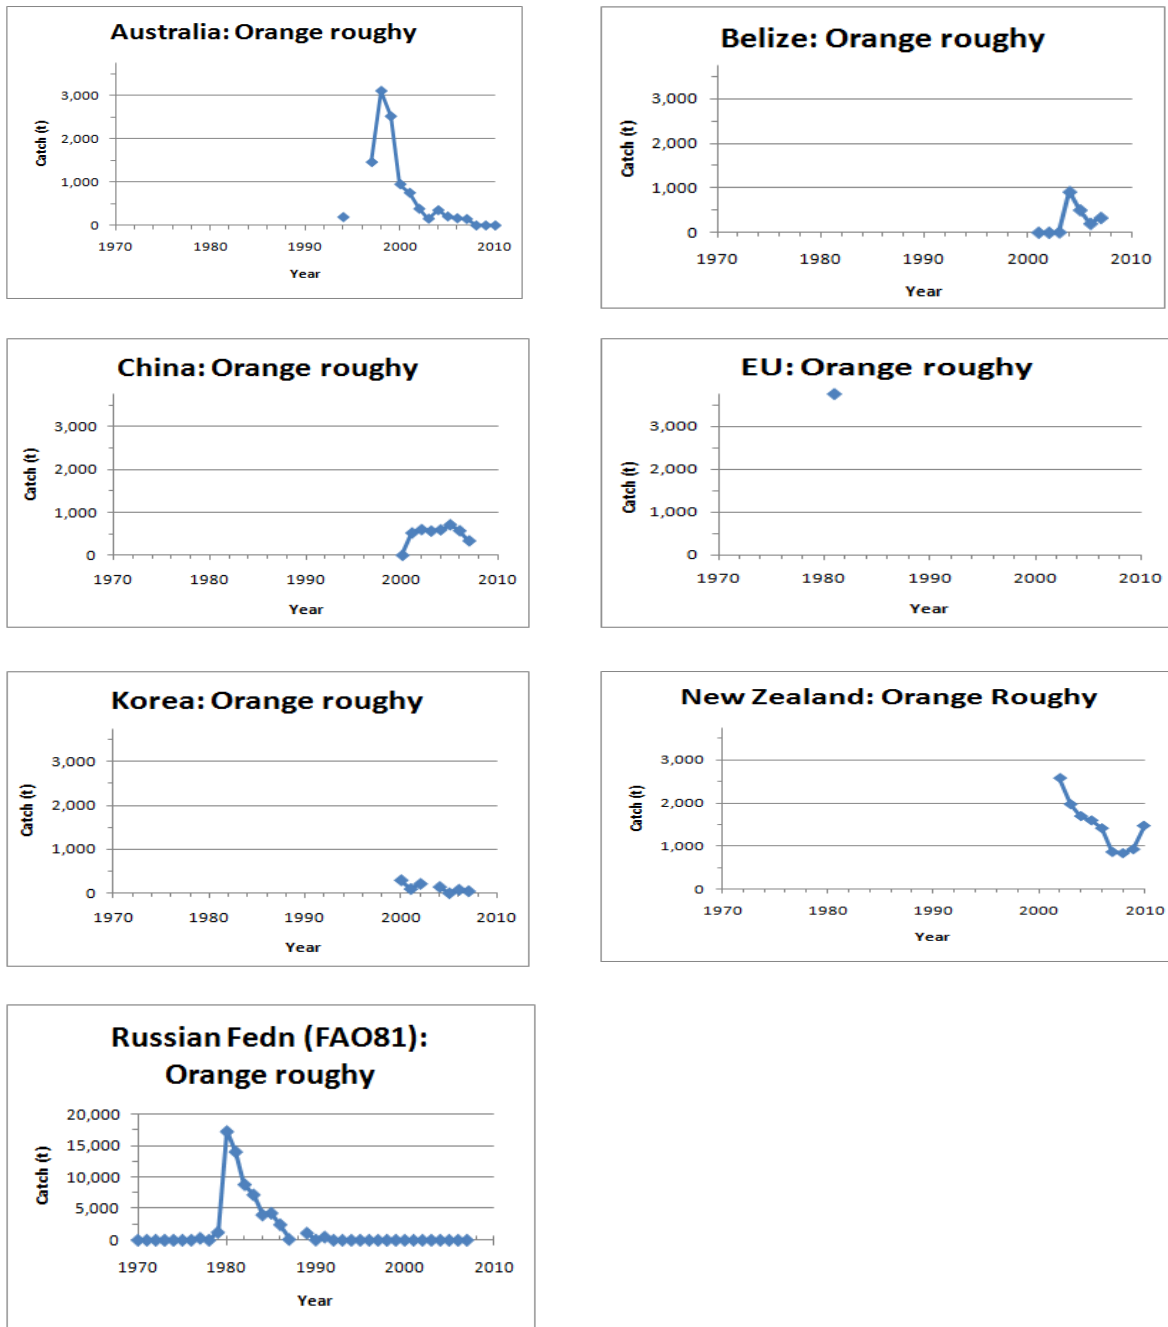 Australia: Orange roughy
3,000
2,000
1,000
0
Catch (t)
1970 1980 1990 2000 2010
Year
Belize: Orange roughy
3,000
2,000
1,000
0
Catch (t)
1970 1980 1990 2000 2010
Year
China: Orange roughy
3,000
2,000
1,000
0
Catch (t)
1970 1980 1990 2000 2010
Year
EU: Orange roughy
3,000
2,000
1,000
0
Catch (t)
1970 1980 1990 2000 2010
Year
Korea: Orange roughy
3,000
2,000
1,000
0
Catch (t)
1970 1980 1990 2000 2010
Year
New Zealand: Orange Roughy
3,000
2,000
1,000
0
Catch (t)
1970 1980 1990 2000 2010
Year
Russian Fedn (FAO81):
Orange roughy
20,000
15,000
10,000
5,000
0
Catch (t)
1970 1980 1990 2000 2010
Year